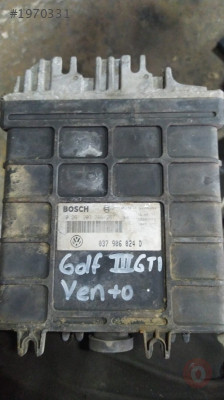 #1970331
BOSCH
037 906 024 D
Golf III GTI
Vento